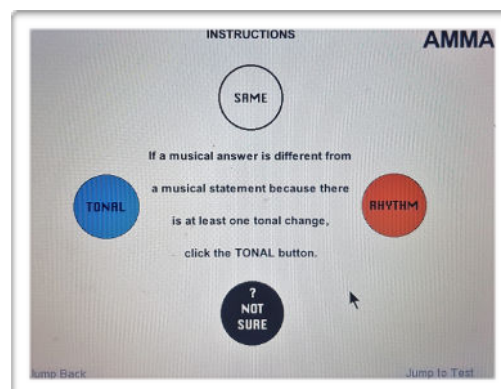 INSTRUCTIONS
AMMA
SAME
If a musical answer is different from
a musical statement because there
TONAL
RHYTHM
is at least one tonal change,
click the TONAL button.
?
NOT
SURE
Jump Back
Jump to Test